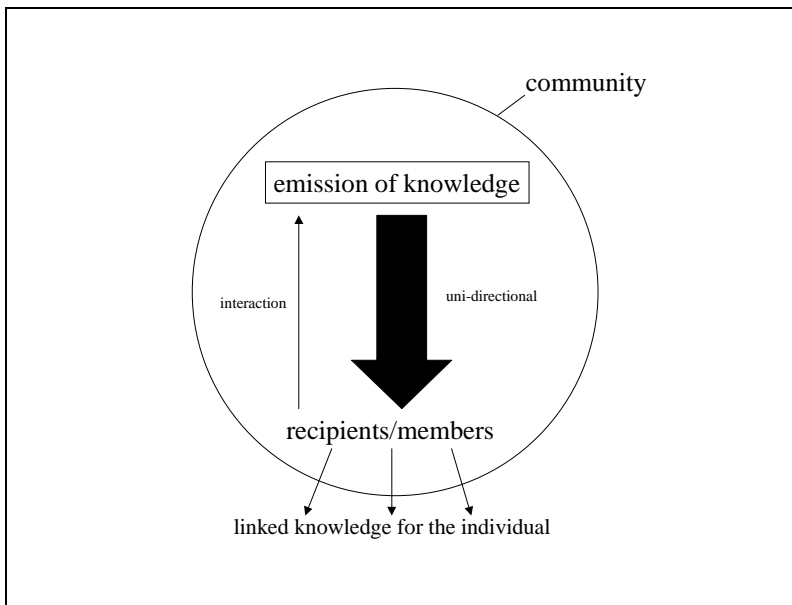 community
emission of knowledge
interaction
uni-directional
recipients/members
linked knowledge for the individual